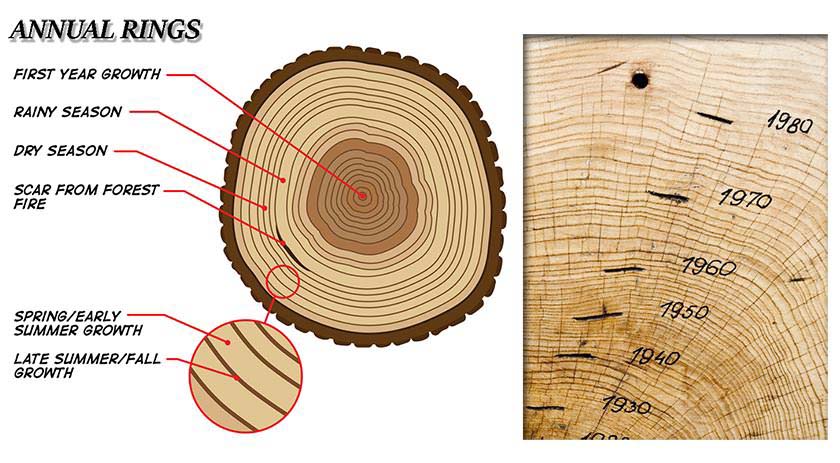 ANNUAL RINGS
FIRST YEAR GROWTH
RAINY SEASON
DRY SEASON
SCAR FROM FOREST
FIRE
SPRING/EARLY
SUMMER GROWTH
LATE SUMMER/FALL
GROWTH
1980
1970
1960
1950
1940
1930